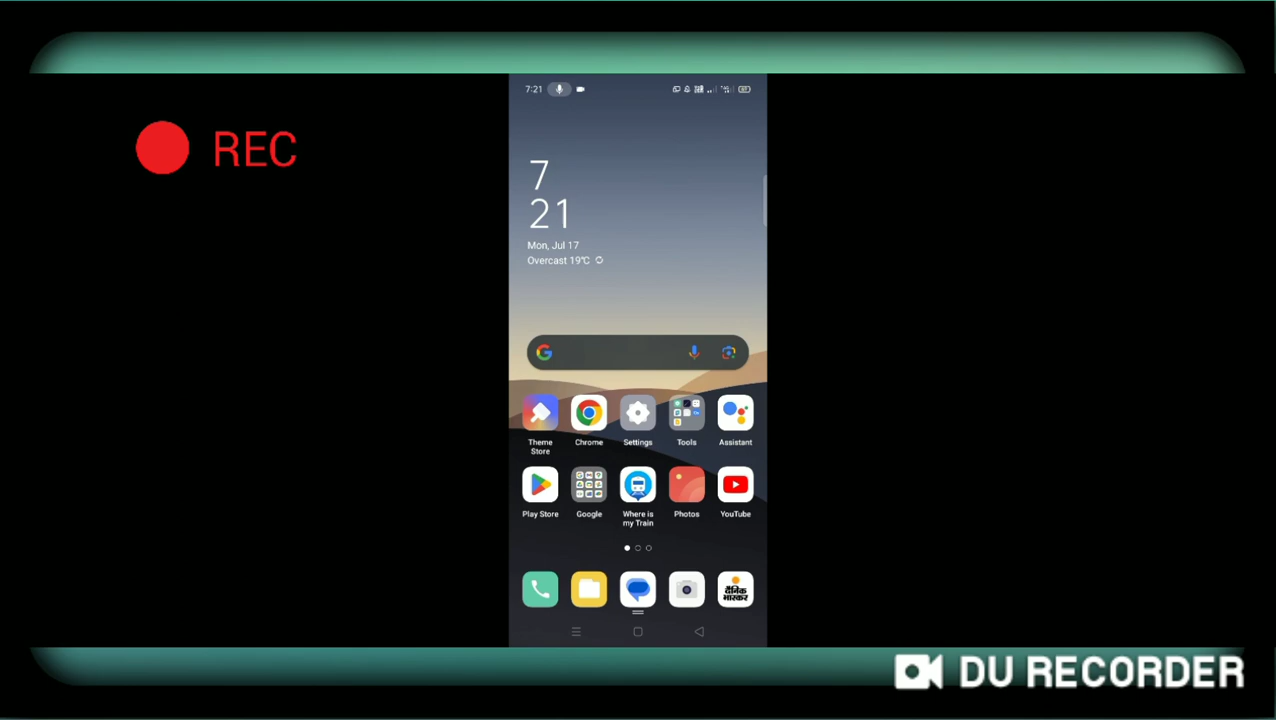 7:21
REC
7
21
Mon, Jul 17
Overcast 19°C
Theme
Store
Chrome
Settings
Tools
Assistant
Play Store
Google
Where is
my Train
Photos
YouTube
दैनिक
भास्कर
DU RECORDER